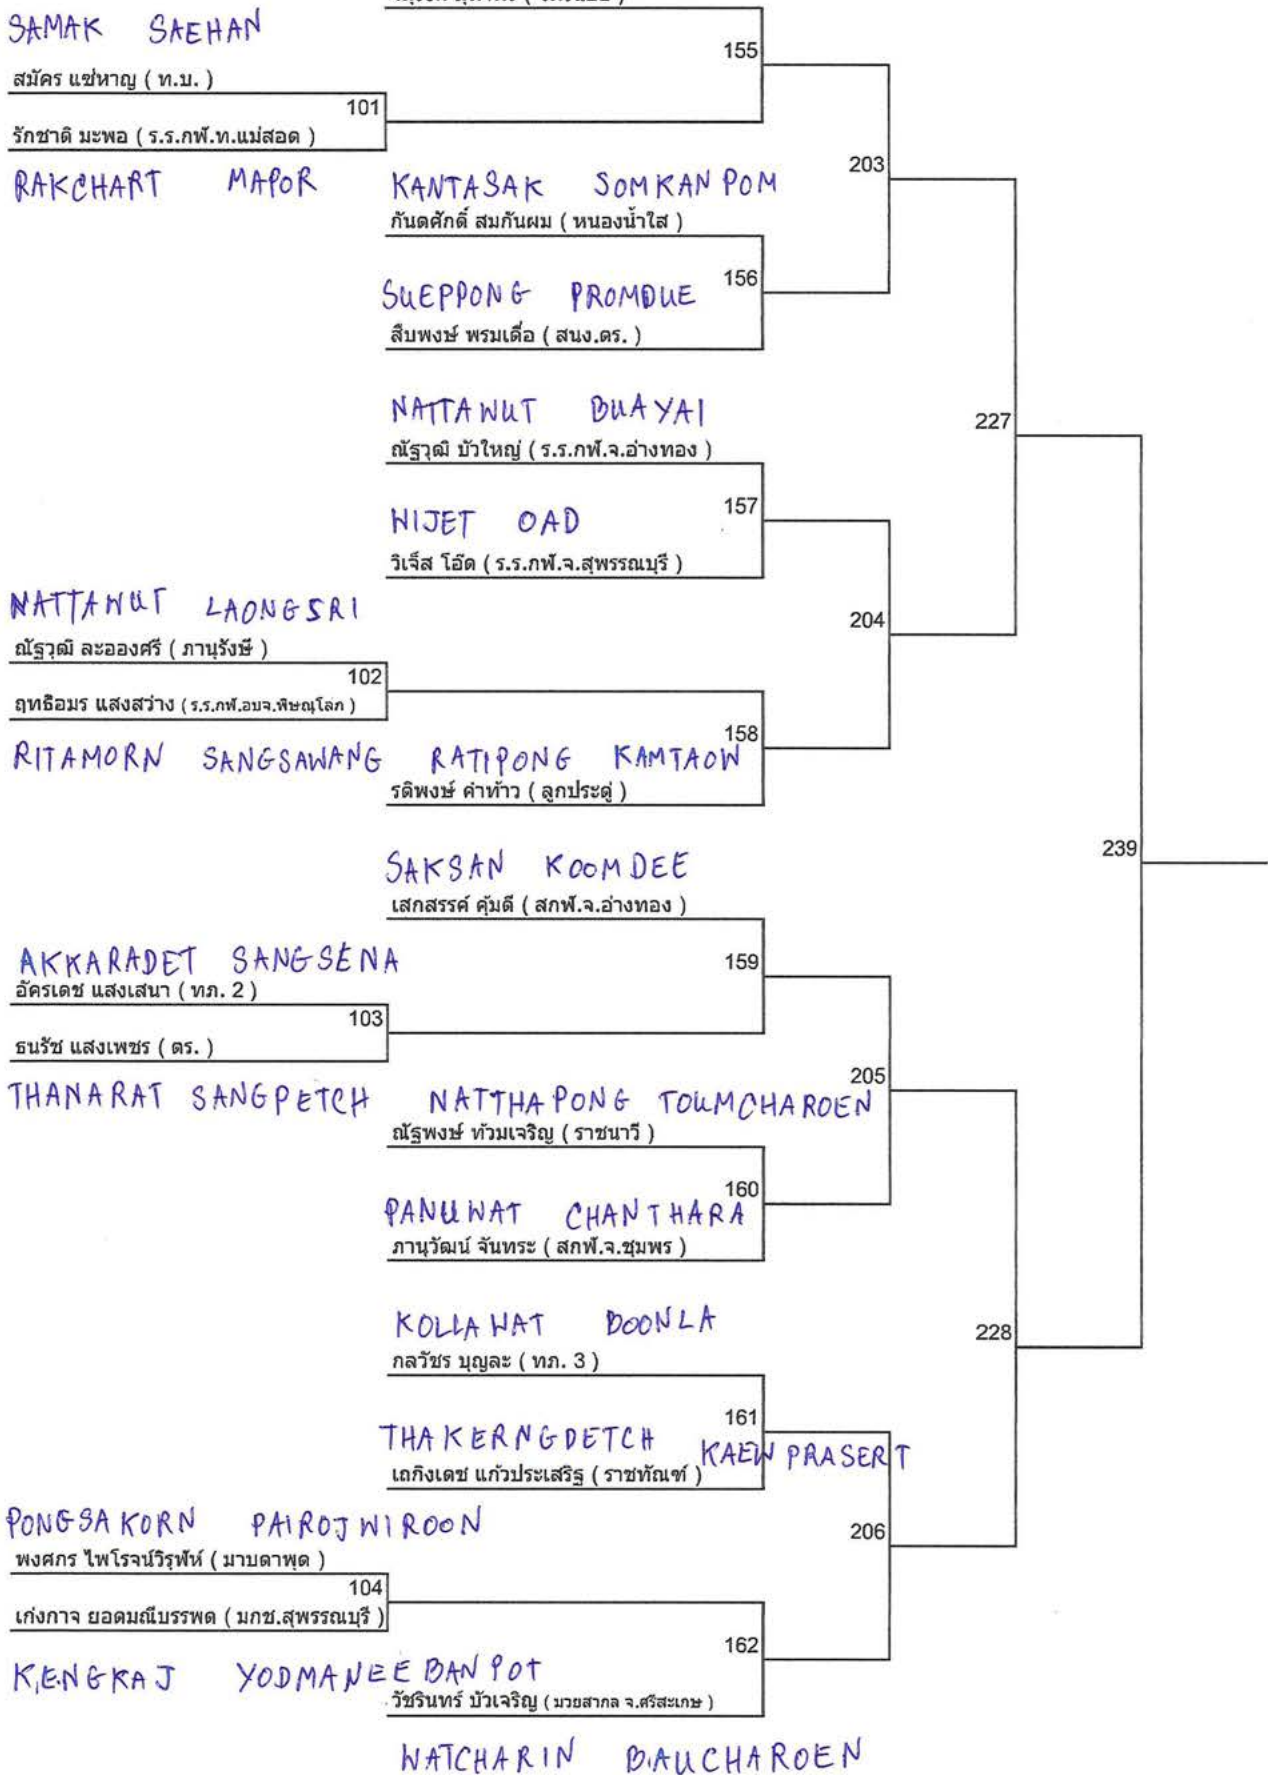 SAMAK SAEHAN
155
สมัคร แซ่หาญ ( ท.บ. )
101
รักชาติ มะพอ ( ร.ร.กฬ.ท.แม่สอด )
203
RAKCHART MAPOR
KANTASAK SOMKANPOM
กันตศักดิ์ สมกันผม ( หนองน้ำใส )
156
SUEPPONG PROMDUE
สืบพงษ์ พรมเดื่อ ( สนง.ตร. )
NATTAWUT BUAYAI
227
ณัฐวุฒิ บัวใหญ่ ( ร.ร.กฬ.จ.อ่างทอง )
157
WIJET OAD
วิเจ็ส โอ๊ด ( ร.ร.กฬ.จ.สุพรรณบุรี )
NATTAWUT LAONGSRI
204
ณัฐวุฒิ ละอองศรี ( ภานุรังษี )
102
ฤทธิอมร แสงสว่าง ( ร.ร.กฬ.อบจ.พิษณุโลก )
158
RITAMORN SANGSAWANG
RATIPONG KAMTAOW
รติพงษ์ คำท้าว ( ลูกประดู่ )
239
SAKSAN KOOMDEE
เสกสรรค์ คุ้มดี ( สกฬ.จ.อ่างทอง )
AKKARADET SANGSENA
159
อัครเดช แสงเสนา ( ทภ. 2 )
103
ธนรัช แสงเพชร ( ตร. )
205
THANARAT SANGPETCH
NATTHAPONG TOUMCHAROEN
ณัฐพงษ์ ท้วมเจริญ ( ราชนาวี )
160
PANUWAT CHANTHARA
ภานุวัฒน์ จันทระ ( สกฬ.จ.ชุมพร )
KOLLAWAT BOONLA
228
กลวัชร บุญละ ( ทภ. 3 )
161
THAKERNGDETCH KAEWPRASERT
เถกิงเดช แก้วประเสริฐ ( ราชทัณฑ์ )
PONGSAKORN PAIROJWIROON
206
พงศกร ไพโรจน์วิรุฬห์ ( มาบตาพุด )
104
เก่งกาจ ยอดมณีบรรพต ( มกช.สุพรรณบุรี )
162
KENGKAJ YODMANEEBANPOT
วัชรินทร์ บัวเจริญ ( มวยสากล จ.ศรีสะเกษ )
WATCHARIN BAUCHAROEN